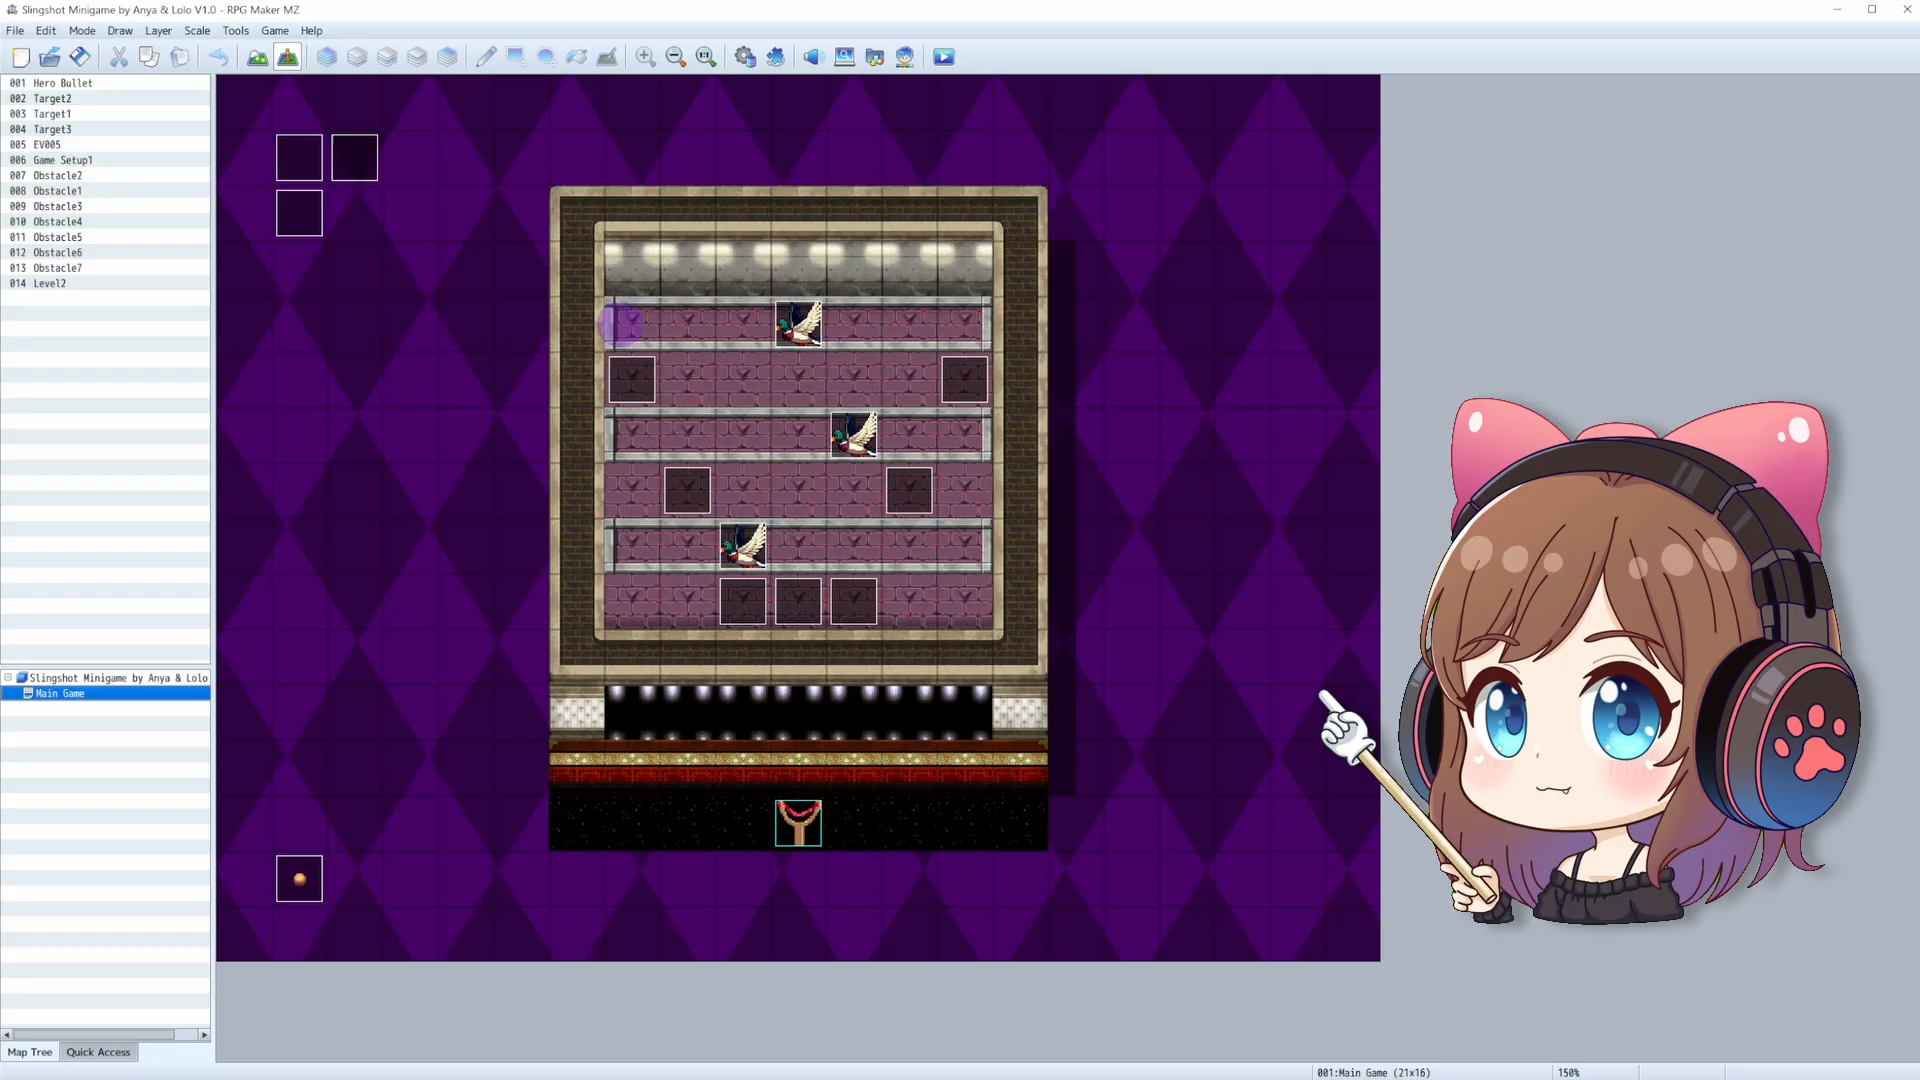 Slingshot Minigame by Anya & Lolo V1.0 - RPG Maker MZ
File Edit Mode Draw Layer Scale Tools Game Help
001 Hero Bullet
002 Target2
003 Target1
004 Target3
005 EV005
006 Game Setup1
007 Obstacle2
008 Obstacle1
009 Obstacle3
010 Obstacle4
011 Obstacle5
012 Obstacle6
013 Obstacle7
014 Level2
Slingshot Minigame by Anya & Lolo
Main Game
Map Tree Quick Access
001:Main Game (21x16) 150%